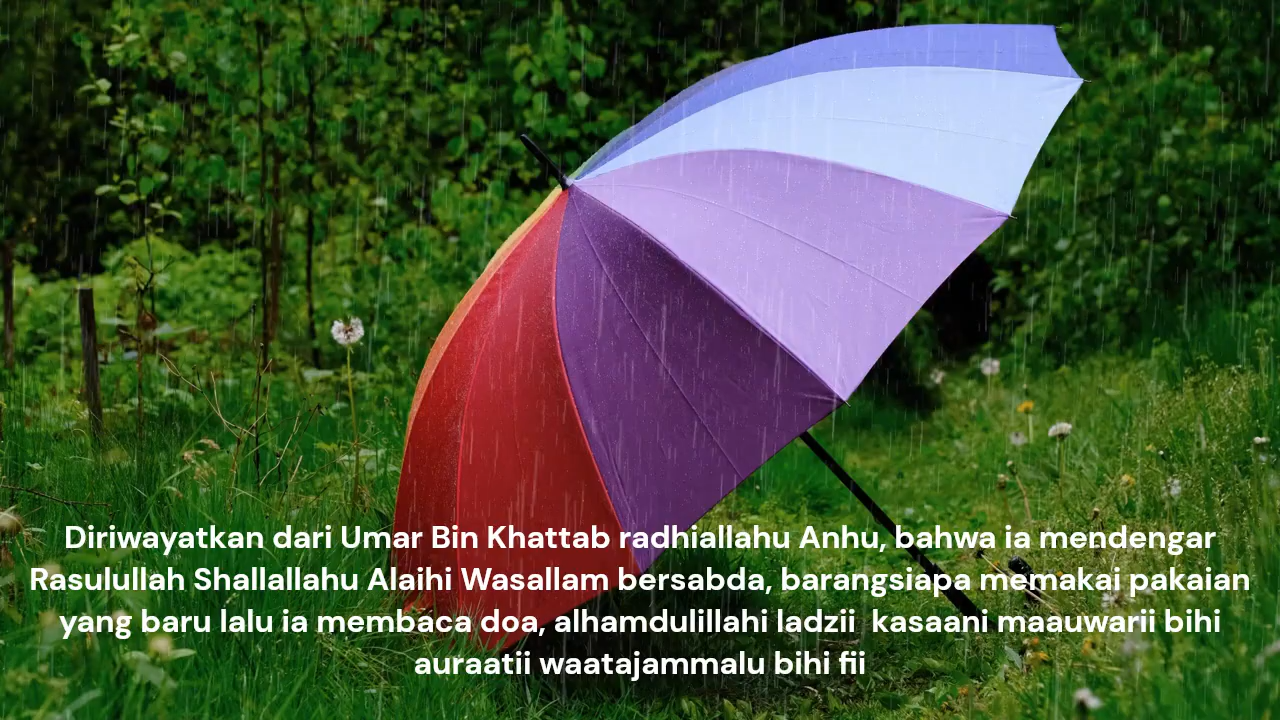 Diriwayatkan dari Umar Bin Khattab radhiallahu Anhu, bahwa ia mendengar
Rasulullah Shallallahu Alaihi Wasallam bersabda, barangsiapa memakai pakaian
yang baru lalu ia membaca doa, alhamdulillahi ladzii  kasaani maauwarii bihi
auraatii waatajammalu bihi fii